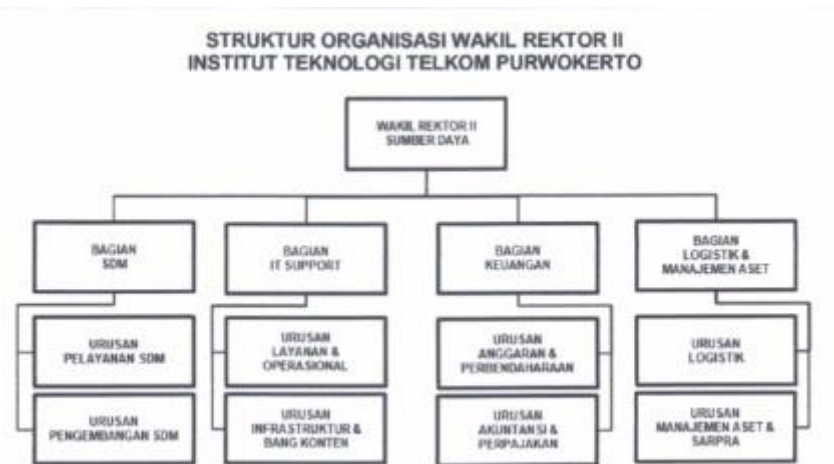 STRUKTUR ORGANISASI WAKIL REKTOR II
INSTITUT TEKNOLOGI TELKOM PURWOKERTO
WAKIL REKTOR II
SUMBER DAYA
BAGIAN
SDM
BAGIAN
IT SUPPORT
BAGIAN
KEUANGAN
BAGIAN
LOGISTIK &
MANAJEMEN ASET
URUSAN
PELAYANAN SDM
URUSAN
LAYANAN &
OPERASIONAL
URUSAN
ANGGARAN &
PERBENDAHARAAN
URUSAN
LOGISTIK
URUSAN
PENGEMBANGAN SDM
URUSAN
INFRASTRUKTUR &
BANG KONTEN
URUSAN
AKUNTANSI &
PERPAJAKAN
URUSAN
MANAJEMEN ASET &
SARPRA